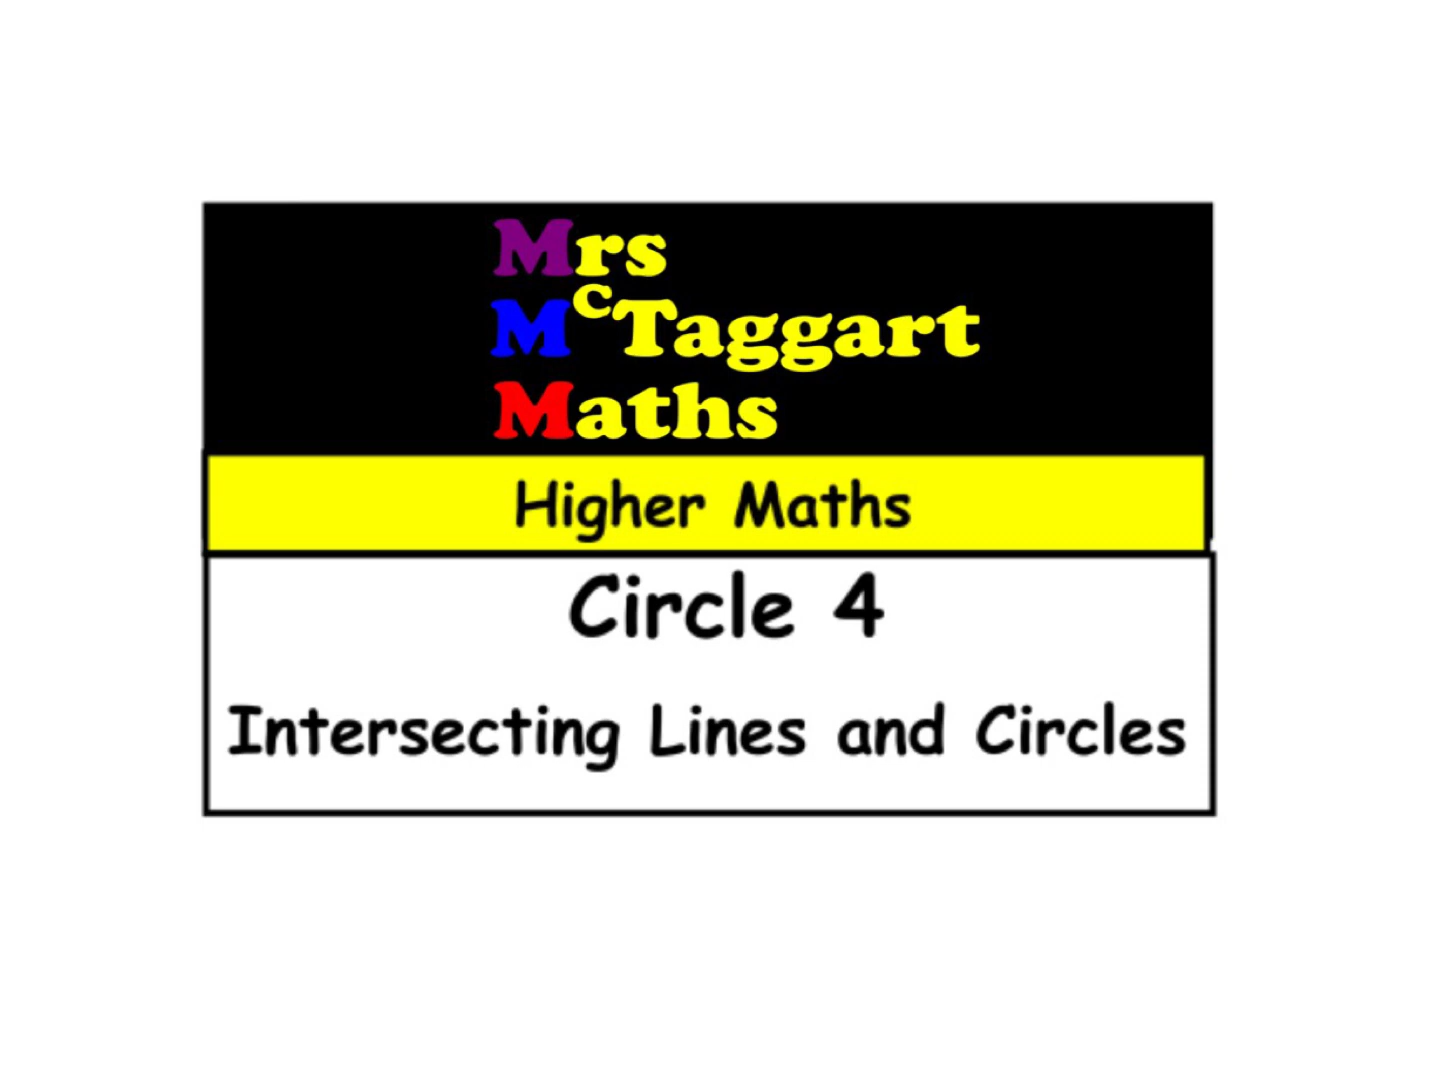 Mrs
McTaggart
Maths
Higher Maths
Circle 4
Intersecting Lines and Circles